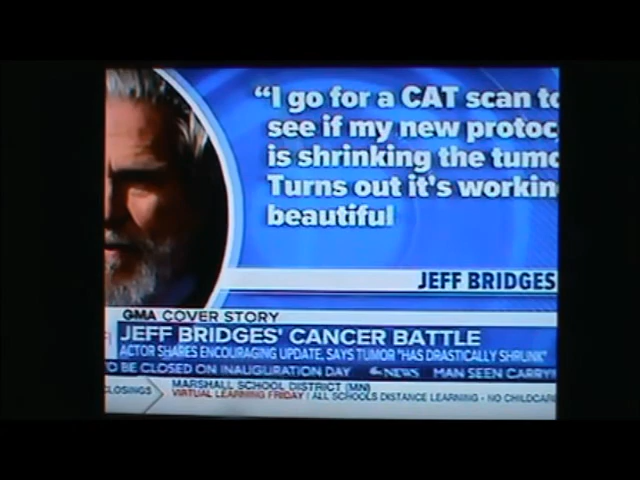 “I go for a CAT scan to
see if my new protoc
is shrinking the tumo
Turns out it's workin
beautiful
JEFF BRIDGES
GMA COVER STORY
JEFF BRIDGES' CANCER BATTLE
ACTOR SHARES ENCOURAGING UPDATE, SAYS TUMOR "HAS DRASTICALLY SHRUNK"
O BE CLOSED ON INAUGURATION DAY abc NEWS MAN SEEN CARRY
CLOSINGS
MARSHALL SCHOOL DISTRICT (MN)
VIRTUAL LEARNING FRIDAY | ALL SCHOOLS DISTANCE LEARNING - NO CHILDCAR